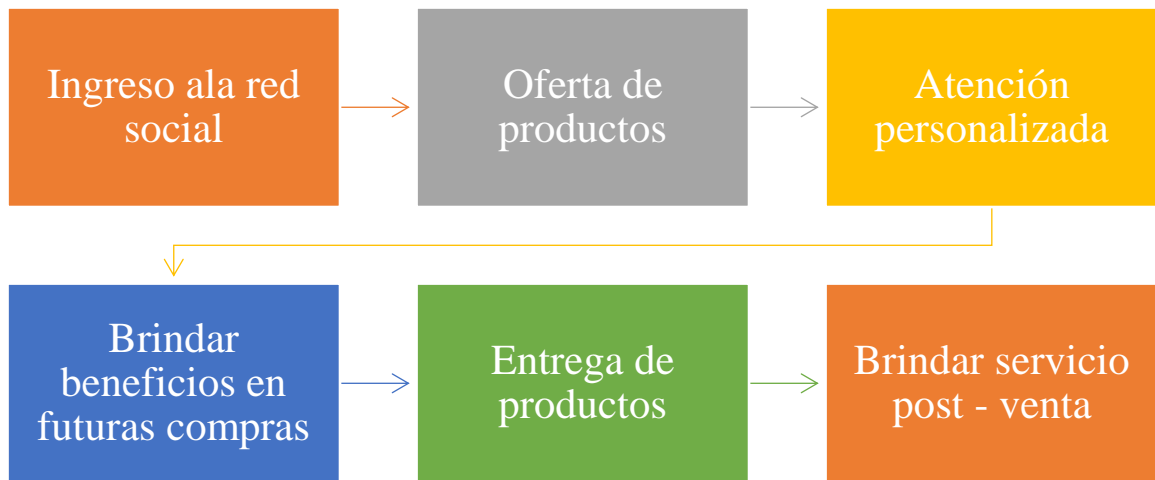 Ingreso ala red
social
Oferta de
productos
Atención
personalizada
Brindar
beneficios en
futuras compras
Entrega de
productos
Brindar servicio
post - venta